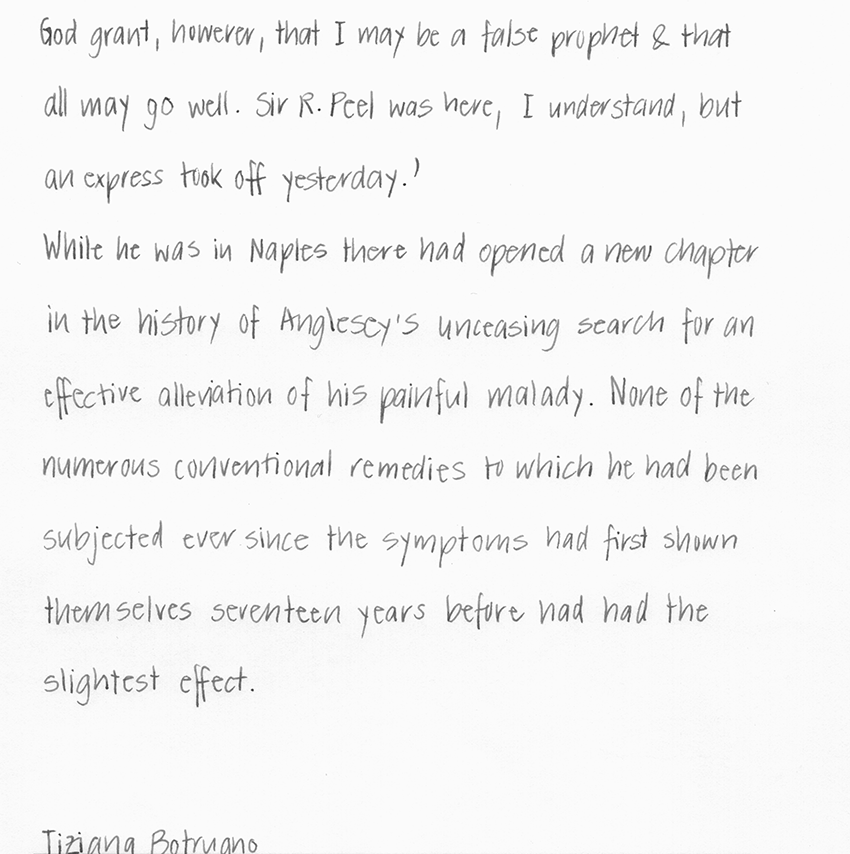 God grant, however, that I may be a false prophet & that
all may go well. Sir R. Peel was here, I understand, but
an express took off yesterday.'
While he was in Naples there had opened a new chapter
in the history of Anglesey's unceasing search for an
effective alleviation of his painful malady. None of the
numerous conventional remedies to which he had been
subjected ever since the symptoms had first shown
themselves seventeen years before had had the
slightest effect.
Tiziana Botrugno